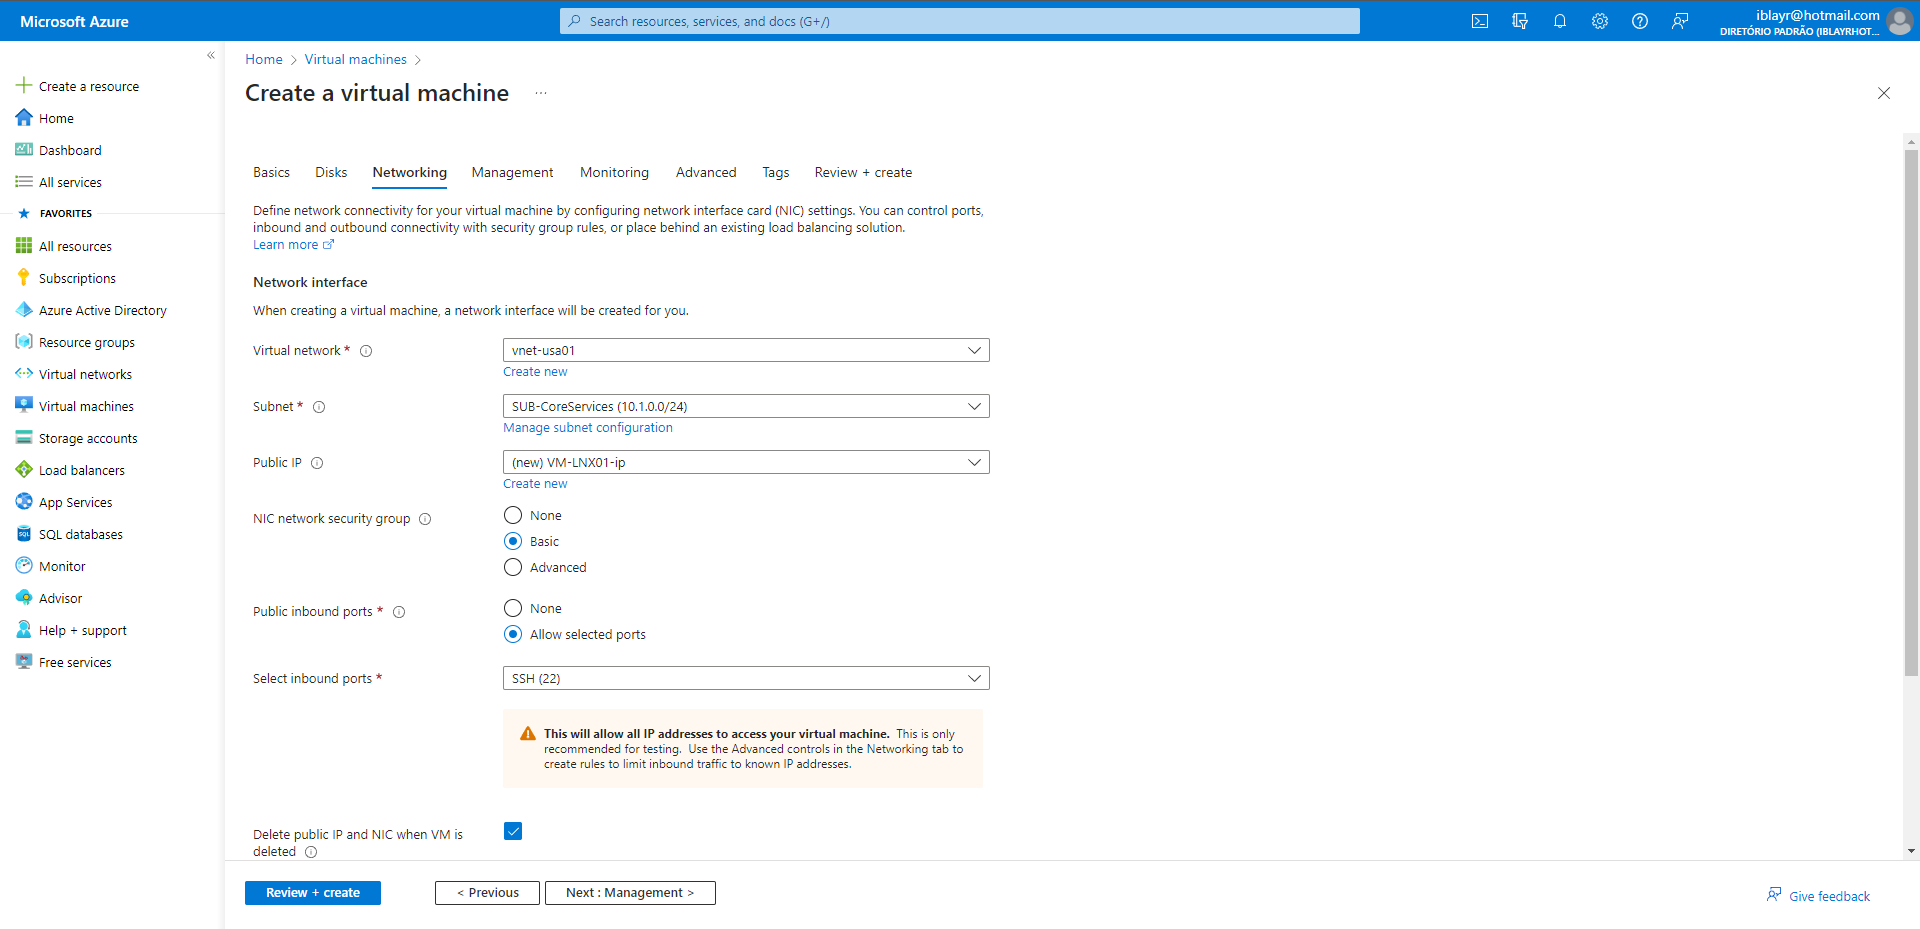 Microsoft Azure
Search resources, services, and docs (G+/)
iblayr@hotmail.com
DIRETÓRIO PADRÃO (IBLAYRHOT...
«
Create a resource
Home
Dashboard
All services
FAVORITES
All resources
Subscriptions
Azure Active Directory
Resource groups
Virtual networks
Virtual machines
Storage accounts
Load balancers
App Services
SQL databases
Monitor
Advisor
Help + support
Free services
Home > Virtual machines >
Create a virtual machine ...
Basics Disks Networking Management Monitoring Advanced Tags Review + create
Define network connectivity for your virtual machine by configuring network interface card (NIC) settings. You can control ports,
inbound and outbound connectivity with security group rules, or place behind an existing load balancing solution.
Learn more
Network interface
When creating a virtual machine, a network interface will be created for you.
Virtual network * vnet-usa01
Create new
Subnet * SUB-CoreServices (10.1.0.0/24)
Manage subnet configuration
Public IP (new) VM-LNX01-ip
Create new
NIC network security group None
Basic
Advanced
Public inbound ports * None
Allow selected ports
Select inbound ports * SSH (22)
This will allow all IP addresses to access your virtual machine. This is only
recommended for testing. Use the Advanced controls in the Networking tab to
create rules to limit inbound traffic to known IP addresses.
Delete public IP and NIC when VM is
deleted
Review + create < Previous Next : Management >
Give feedback